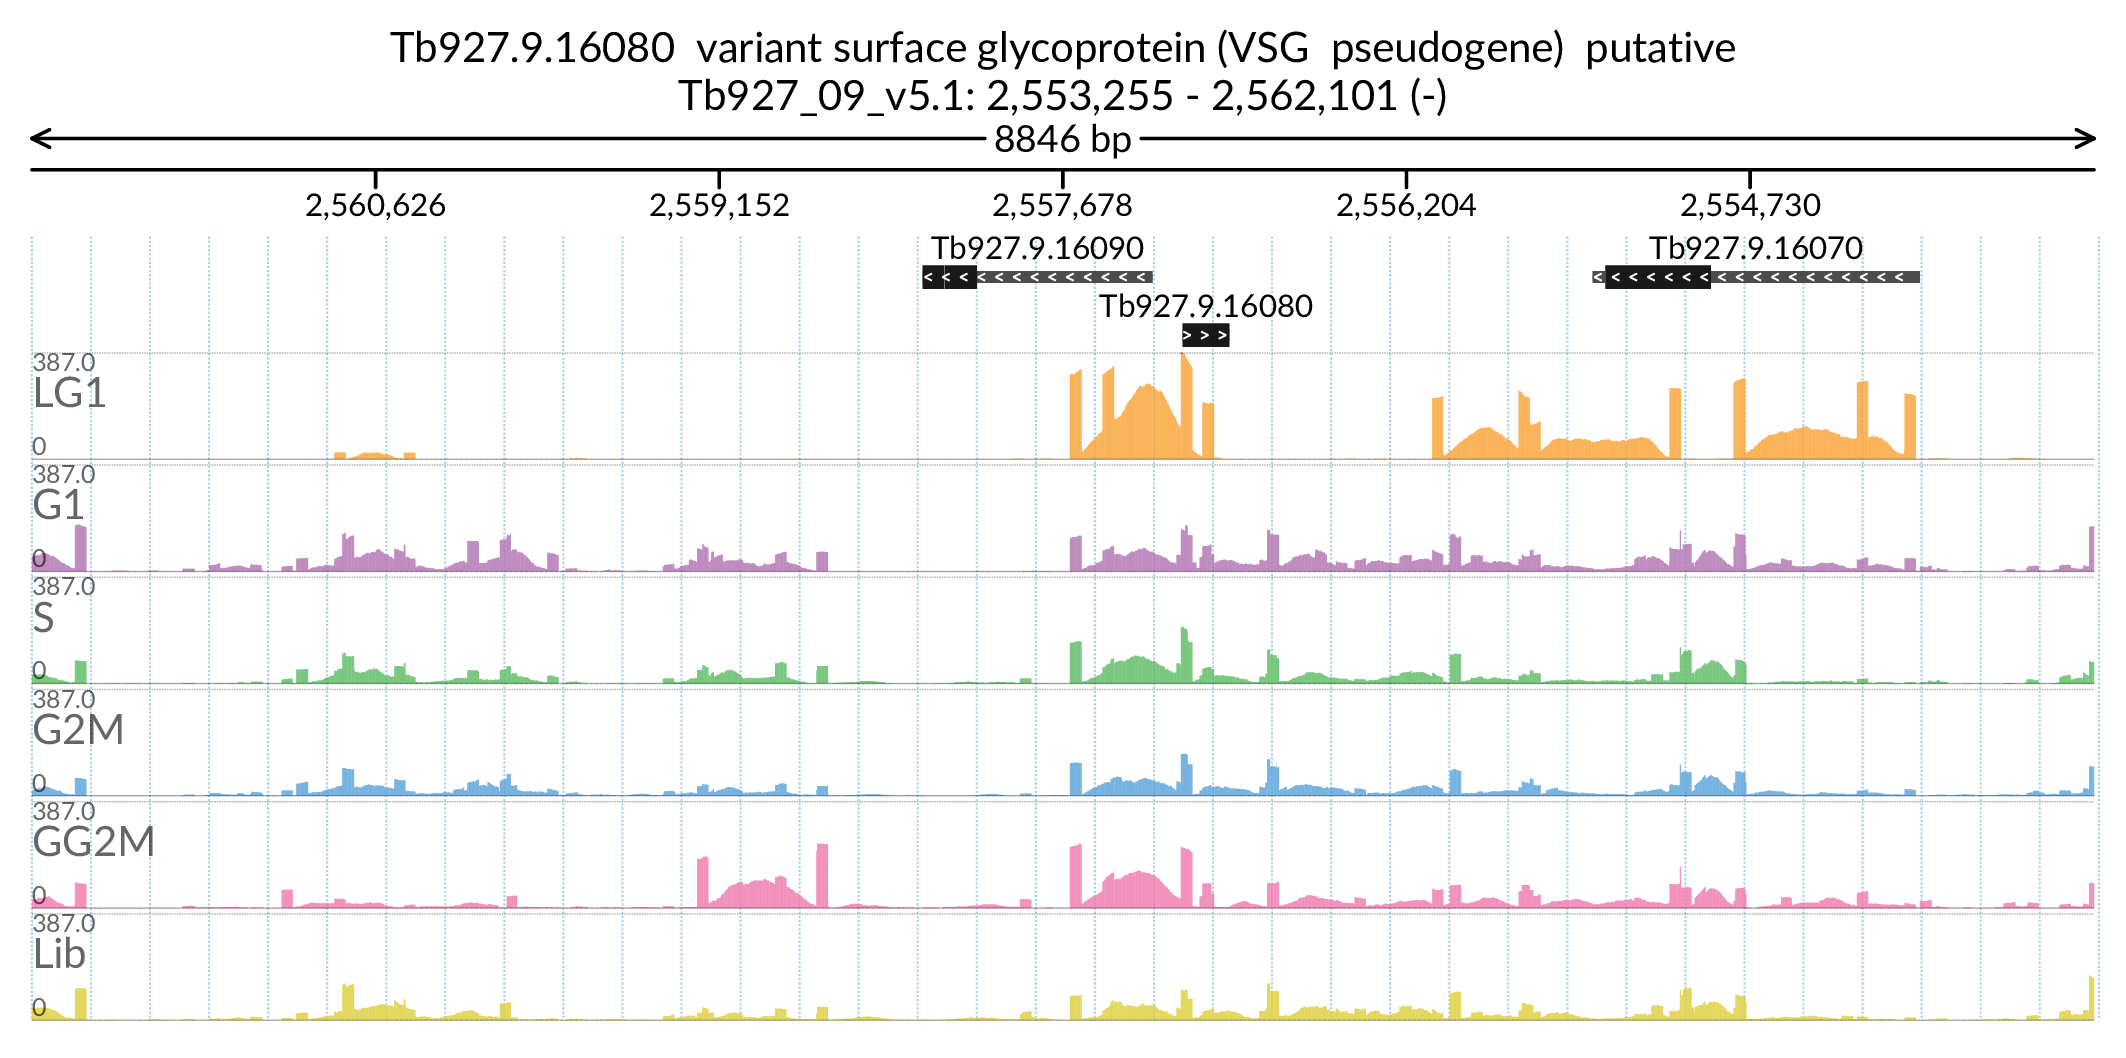 Tb927.9.16080  variant surface glycoprotein (VSG  pseudogene)  putative
Tb927_09_v5.1: 2,553,255 - 2,562,101 (-)
8846 bp
2,560,626 2,559,152 2,557,678 2,556,204 2,554,730
Tb927.9.16090 Tb927.9.16070
Tb927.9.16080
387.0
LG1
0
387.0
G1
0
387.0
S
0
387.0
G2M
0
387.0
GG2M
0
387.0
Lib
0